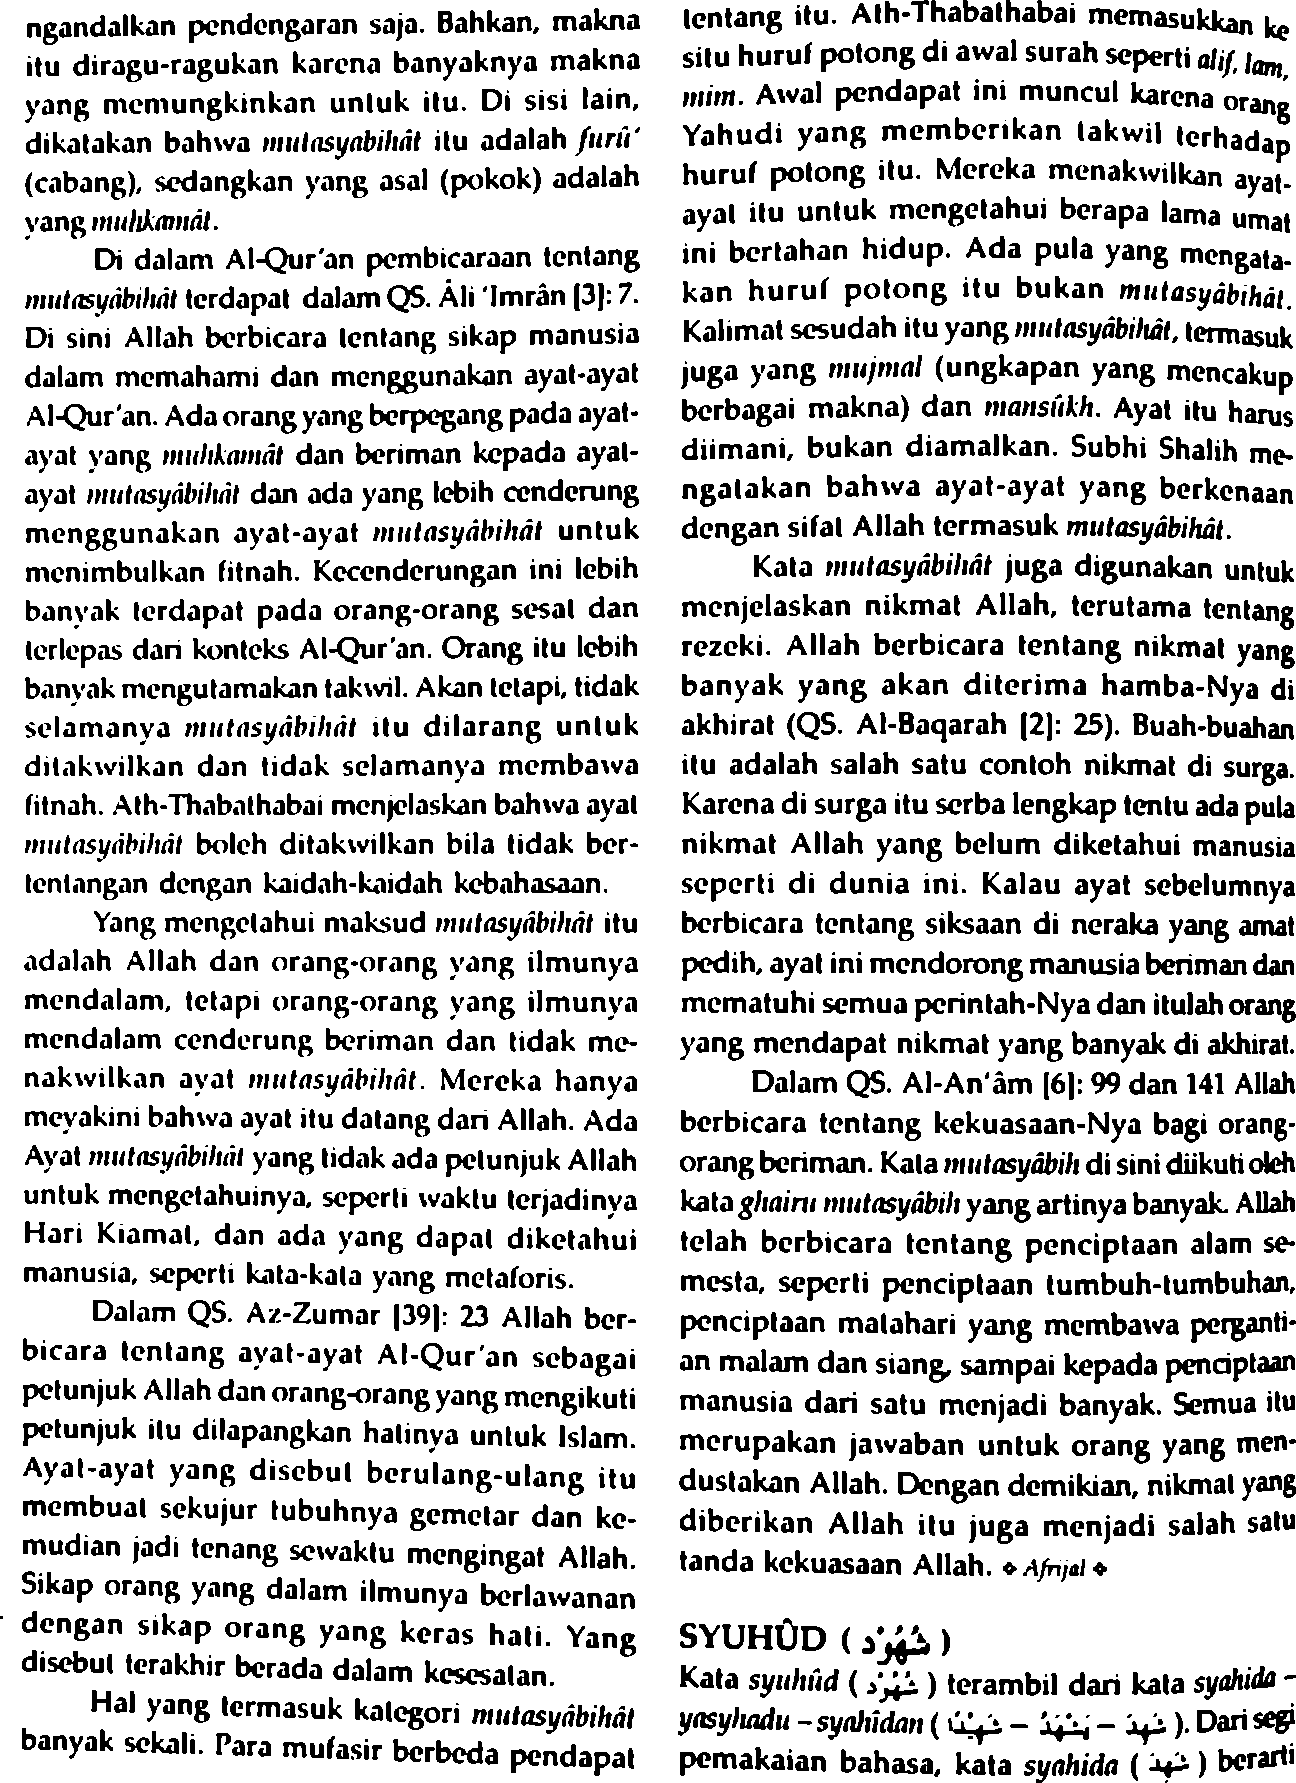 ngandalkan pendengaran saja. Bahkan, makna
itu diragu-ragukan karena banyaknya makna
yang memungkinkan untuk itu. Di sisi lain,
dikatakan bahwa mutasyabihât itu adalah furû‘
(cabang), sedangkan yang asal (pokok) adalah
yang muhkamât.
Di dalam Al-Qur'an pembicaraan tentang
mutasyâbihât terdapat dalam QS. Âli ‘Imrân [3]: 7.
Di sini Allah berbicara tentang sikap manusia
dalam memahami dan menggunakan ayat-ayat
Al-Qur'an. Ada orang yang berpegang pada ayat-
ayat yang muhkamât dan beriman kepada ayat-
ayat mutasyâbihât dan ada yang lebih cenderung
menggunakan ayat-ayat mutasyâbihât untuk
menimbulkan fitnah. Kecenderungan ini lebih
banyak terdapat pada orang-orang sesat dan
terlepas dari konteks Al-Qur'an. Orang itu lebih
banyak mengutamakan takwil. Akan tetapi, tidak
selamanya mutasyâbihât itu dilarang untuk
ditakwilkan dan tidak selamanya membawa
fitnah. Ath-Thabathabai menjelaskan bahwa ayat
mutasyâbihât boleh ditakwilkan bila tidak ber-
tentangan dengan kaidah-kaidah kebahasaan.
Yang mengetahui maksud mutasyâbihât itu
adalah Allah dan orang-orang yang ilmunya
mendalam, tetapi orang-orang yang ilmunya
mendalam cenderung beriman dan tidak me-
nakwilkan ayat mutasyâbihât. Mereka hanya
meyakini bahwa ayat itu datang dari Allah. Ada
Ayat mutasyâbihât yang tidak ada petunjuk Allah
untuk mengetahuinya, seperti waktu terjadinya
Hari Kiamat, dan ada yang dapat diketahui
manusia, seperti kata-kata yang metaforis.
Dalam QS. Az-Zumar [39]: 23 Allah ber-
bicara tentang ayat-ayat Al-Qur'an sebagai
petunjuk Allah dan orang-orang yang mengikuti
petunjuk itu dilapangkan hatinya untuk Islam.
Ayat-ayat yang disebut berulang-ulang itu
membuat sekujur tubuhnya gemetar dan ke-
mudian jadi tenang sewaktu mengingat Allah.
Sikap orang yang dalam ilmunya berlawanan
dengan sikap orang yang keras hati. Yang
disebut terakhir berada dalam kesesatan.
Hal yang termasuk kategori mutasyâbihât
banyak sekali. Para mufasir berbeda pendapat
tentang itu. Ath-Thabathabai memasukkan ke
situ huruf potong di awal surah seperti alif, lam,
mim. Awal pendapat ini muncul karena orang
Yahudi yang memberikan takwil terhadap
huruf potong itu. Mereka menakwilkan ayat-
ayat itu untuk mengetahui berapa lama umat
ini bertahan hidup. Ada pula yang mengata-
kan huruf potong itu bukan mutasyâbihât.
Kalimat sesudah itu yang mutasyâbihât, termasuk
juga yang mujmal (ungkapan yang mencakup
berbagai makna) dan mansûkh. Ayat itu harus
diimani, bukan diamalkan. Subhi Shalih me-
ngatakan bahwa ayat-ayat yang berkenaan
dengan sifat Allah termasuk mutasyâbihât.
Kata mutasyâbihât juga digunakan untuk
menjelaskan nikmat Allah, terutama tentang
rezeki. Allah berbicara tentang nikmat yang
banyak yang akan diterima hamba-Nya di
akhirat (QS. Al-Baqarah [2]: 25). Buah-buahan
itu adalah salah satu contoh nikmat di surga.
Karena di surga itu serba lengkap tentu ada pula
nikmat Allah yang belum diketahui manusia
seperti di dunia ini. Kalau ayat sebelumnya
berbicara tentang siksaan di neraka yang amat
pedih, ayat ini mendorong manusia beriman dan
mematuhi semua perintah-Nya dan itulah orang
yang mendapat nikmat yang banyak di akhirat.
Dalam QS. Al-An‘âm [6]: 99 dan 141 Allah
berbicara tentang kekuasaan-Nya bagi orang-
orang beriman. Kata mutasyâbih di sini diikuti oleh
kata ghairu mutasyâbih yang artinya banyak. Allah
telah berbicara tentang penciptaan alam se-
mesta, seperti penciptaan tumbuh-tumbuhan,
penciptaan matahari yang membawa perganti-
an malam dan siang, sampai kepada penciptaan
manusia dari satu menjadi banyak. Semua itu
merupakan jawaban untuk orang yang men-
dustakan Allah. Dengan demikian, nikmat yang
diberikan Allah itu juga menjadi salah satu
tanda kekuasaan Allah. ❖ Afrijal ❖
SYUHÛD ( شُهُوْد )
Kata syuhûd ( شُهُوْد ) terambil dari kata syahida –
yasyhadu – syahîdan ( شَهِدَ – يَشْهَدُ – شَهِيْدًا ). Dari segi
pemakaian bahasa, kata syahida ( شَهِدَ ) berarti